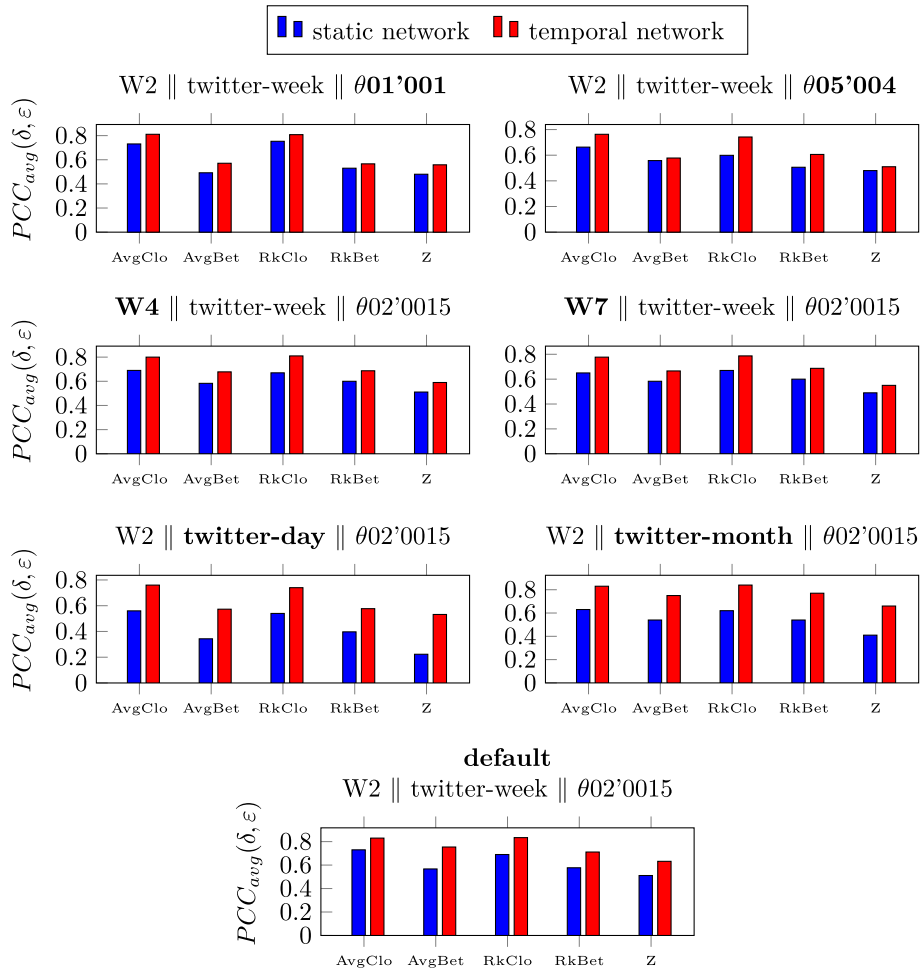 static network temporal network
W2 ∥ twitter-week ∥ θ01'001
PCC_avg(δ, ε)
0.8
0.6
0.4
0.2
0
AvgClo AvgBet RkClo RkBet Z
W2 ∥ twitter-week ∥ θ05'004
0.8
0.6
0.4
0.2
0
AvgClo AvgBet RkClo RkBet Z
W4 ∥ twitter-week ∥ θ02'0015
PCC_avg(δ, ε)
0.8
0.6
0.4
0.2
0
AvgClo AvgBet RkClo RkBet Z
W7 ∥ twitter-week ∥ θ02'0015
0.8
0.6
0.4
0.2
0
AvgClo AvgBet RkClo RkBet Z
W2 ∥ twitter-day ∥ θ02'0015
PCC_avg(δ, ε)
0.8
0.6
0.4
0.2
0
AvgClo AvgBet RkClo RkBet Z
W2 ∥ twitter-month ∥ θ02'0015
0.8
0.6
0.4
0.2
0
AvgClo AvgBet RkClo RkBet Z
default
W2 ∥ twitter-week ∥ θ02'0015
PCC_avg(δ, ε)
0.8
0.6
0.4
0.2
0
AvgClo AvgBet RkClo RkBet Z